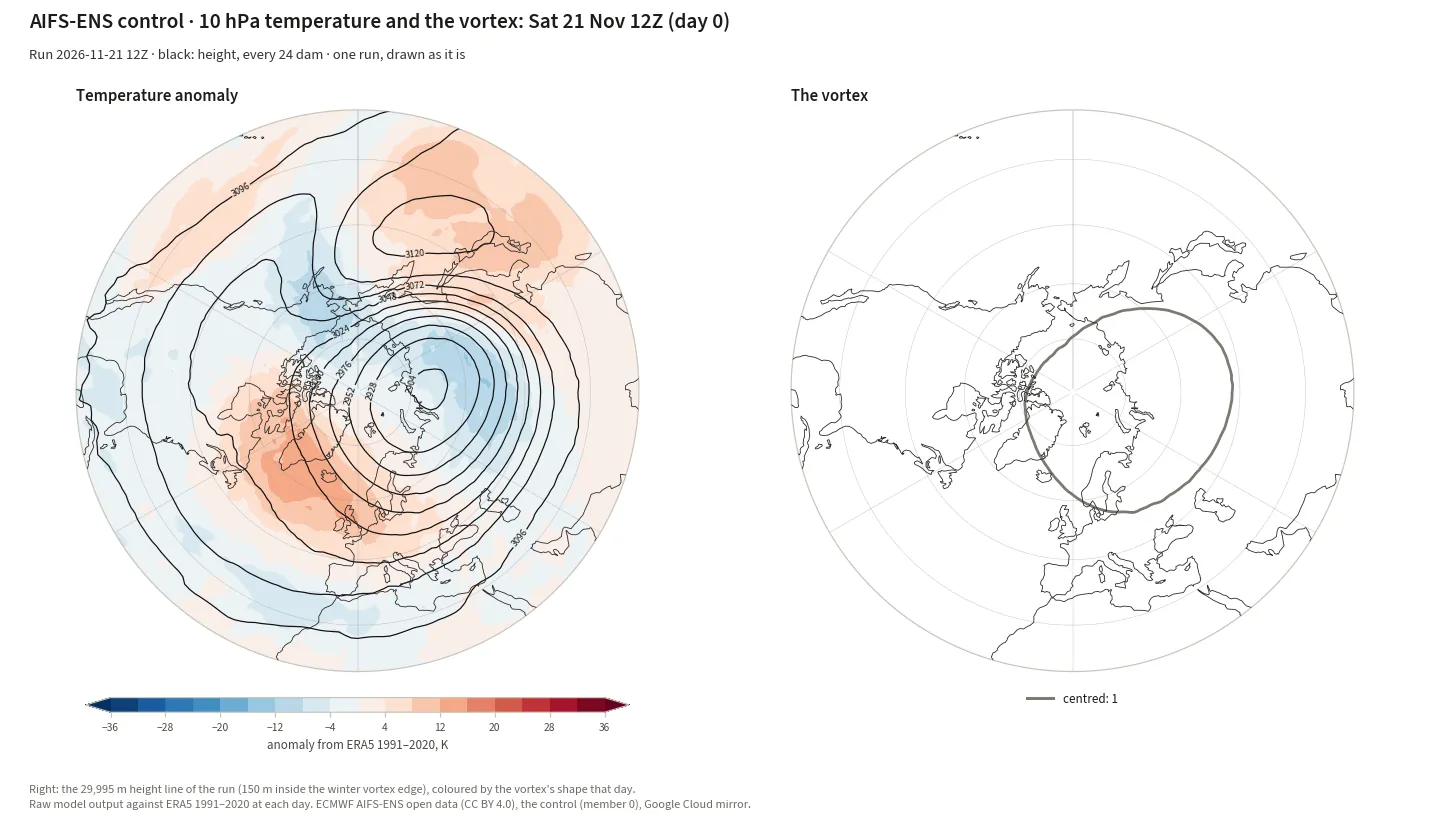 AIFS-ENS control · 10 hPa temperature and the vortex: Sat 21 Nov 12Z (day 0)
Run 2026-11-21 12Z · black: height, every 24 dam · one run, drawn as it is
Temperature anomaly
The vortex
3096
3120
3072
3048
3024
2976
2952
2928
2904
3096
centred: 1
−36 −28 −20 −12 −4 4 12 20 28 36
anomaly from ERA5 1991–2020, K
Right: the 29,995 m height line of the run (150 m inside the winter vortex edge), coloured by the vortex's shape that day.
Raw model output against ERA5 1991–2020 at each day. ECMWF AIFS-ENS open data (CC BY 4.0), the control (member 0), Google Cloud mirror.